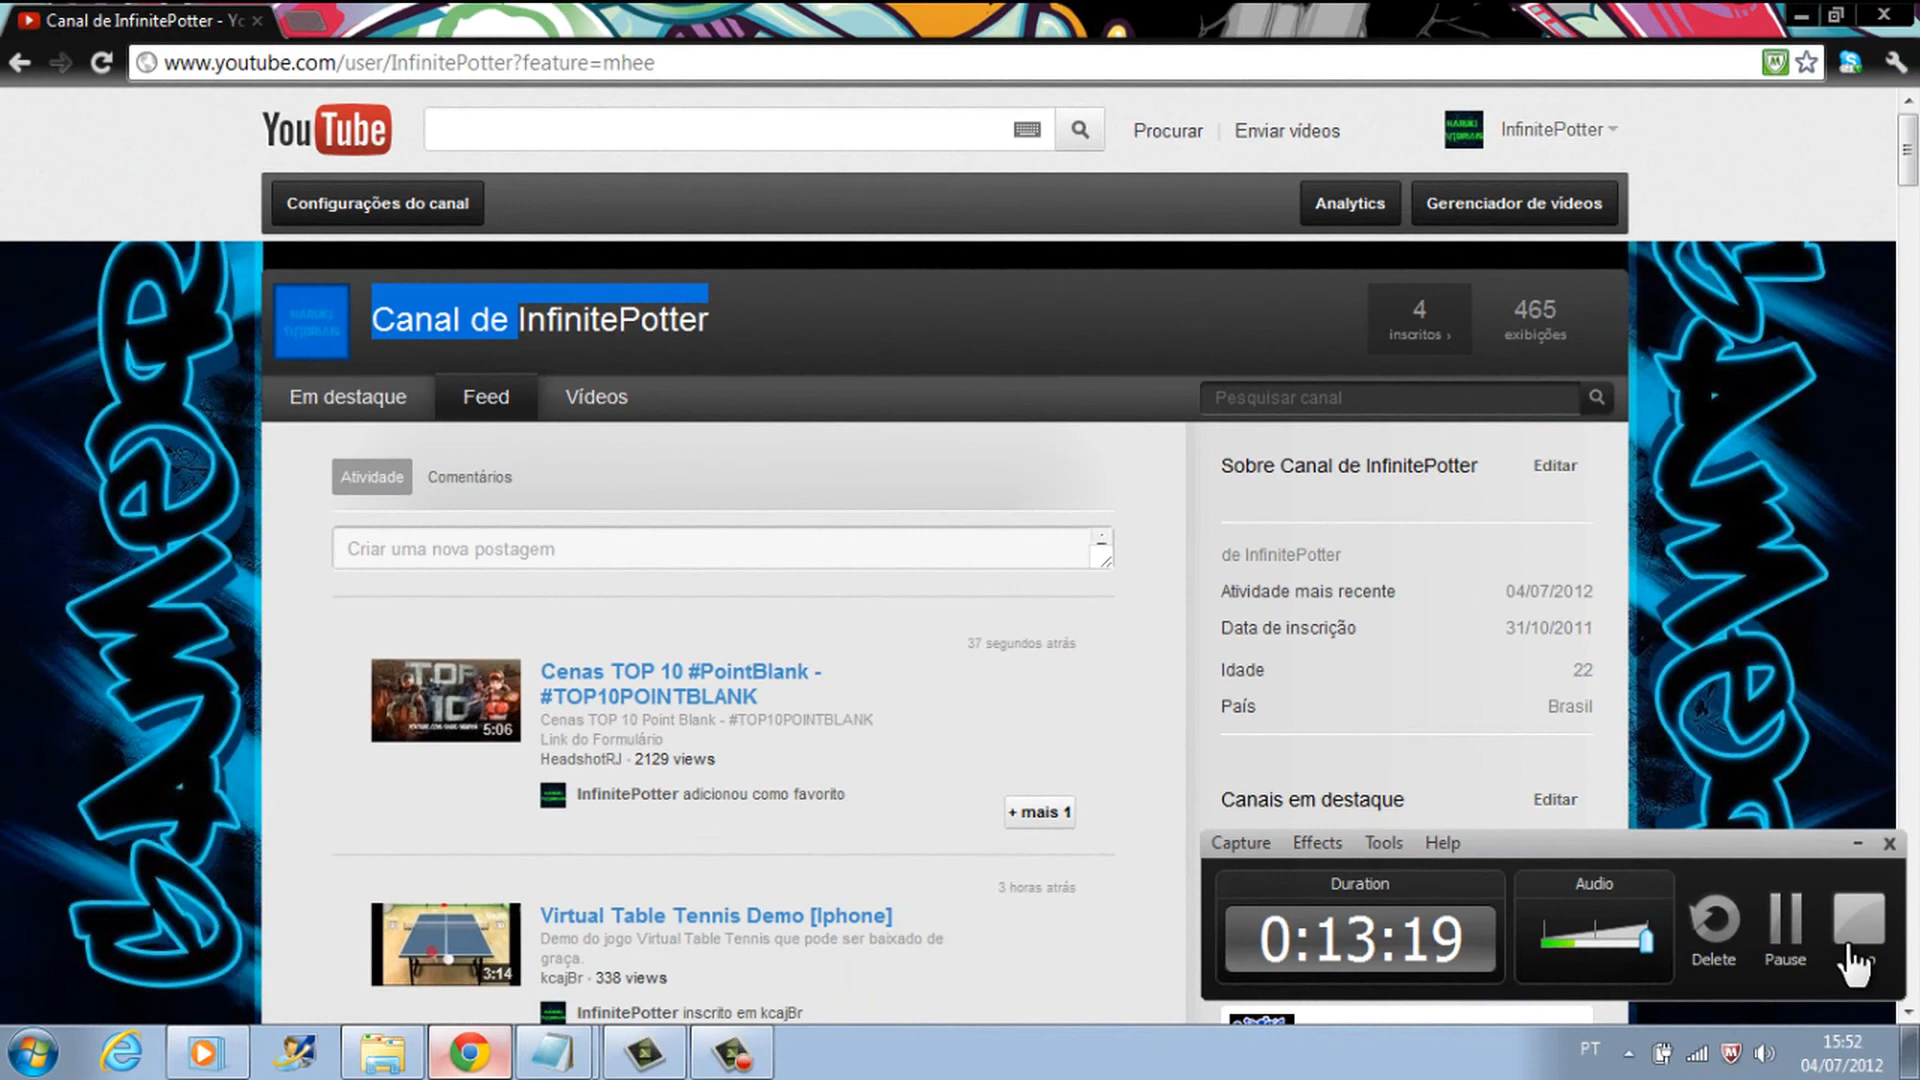 Canal de InfinitePotter - Yo
www.youtube.com/user/InfinitePotter?feature=mhee
YouTube
Procurar
Enviar vídeos
InfinitePotter
Configurações do canal
Analytics
Gerenciador de vídeos
Canal de InfinitePotter
4
inscritos ›
465
exibições
Em destaque
Feed
Vídeos
Pesquisar canal
Atividade
Comentários
Criar uma nova postagem
37 segundos atrás
TOP
10
5:06
Cenas TOP 10 #PointBlank -
#TOP10POINTBLANK
Cenas TOP 10 Point Blank - #TOP10POINTBLANK
Link do Formulário
HeadshotRJ · 2129 views
InfinitePotter adicionou como favorito
+ mais 1
3 horas atrás
3:14
Virtual Table Tennis Demo [Iphone]
Demo do jogo Virtual Table Tennis que pode ser baixado de
graça.
kcajBr · 338 views
InfinitePotter inscrito em kcajBr
Sobre Canal de InfinitePotter
Editar
de InfinitePotter
Atividade mais recente
04/07/2012
Data de inscrição
31/10/2011
Idade
22
País
Brasil
Canais em destaque
Editar
Capture
Effects
Tools
Help
Duration
0:13:19
Audio
Delete
Pause
PT
15:52
04/07/2012